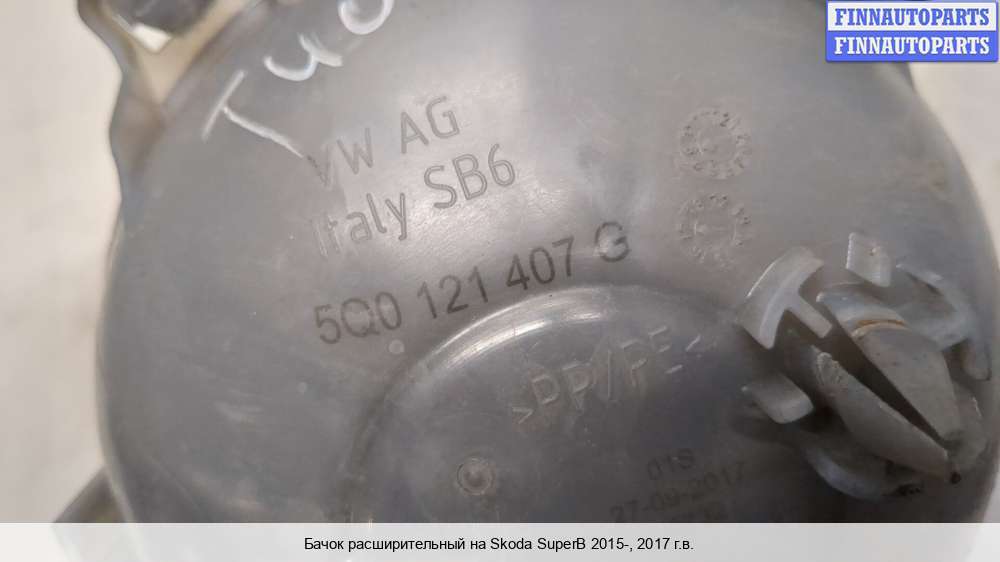 FINNAUTOPARTS
FINNAUTOPARTS
VW AG
Italy SB6
5Q0 121 407 G
>PP/PE<
01S
27-09-2017
Бачок расширительный на Skoda SuperB 2015-, 2017 г.в.